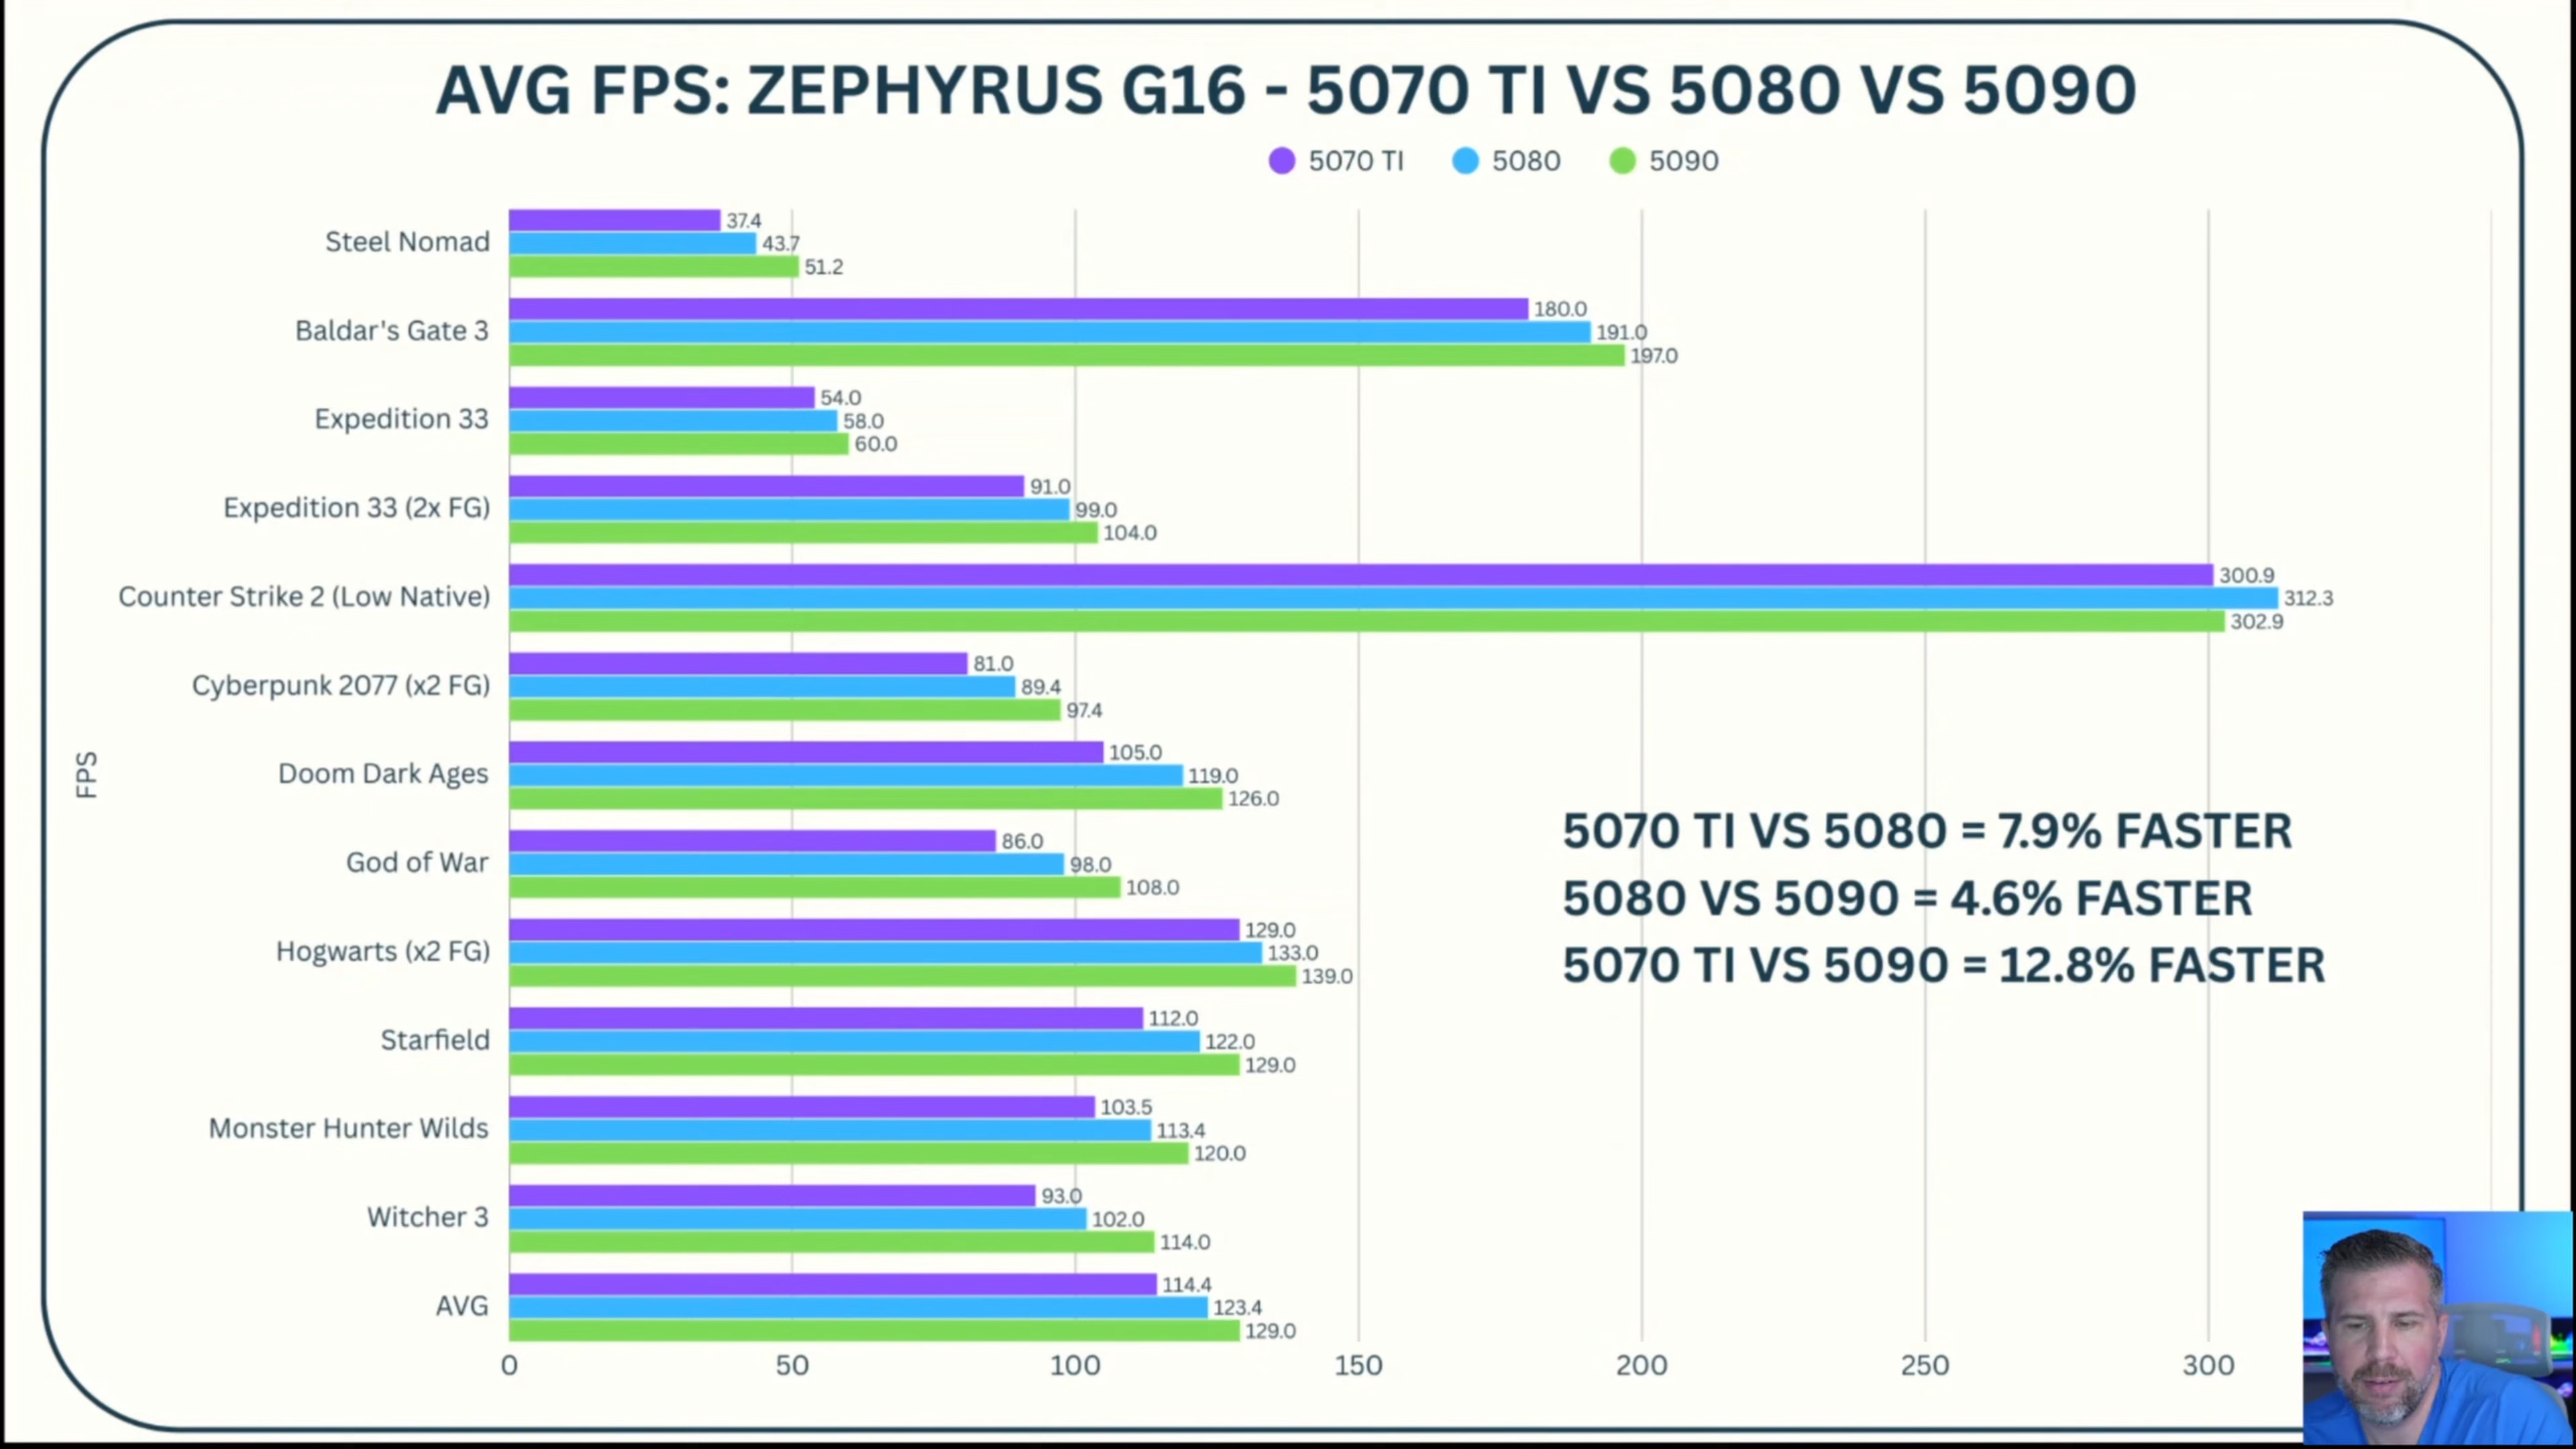 AVG FPS: ZEPHYRUS G16 - 5070 TI VS 5080 VS 5090
5070 TI 5080 5090
Steel Nomad
37.4
43.7
51.2
Baldar's Gate 3
180.0
191.0
197.0
Expedition 33
54.0
58.0
60.0
Expedition 33 (2x FG)
91.0
99.0
104.0
Counter Strike 2 (Low Native)
300.9
312.3
302.9
Cyberpunk 2077 (x2 FG)
81.0
89.4
97.4
FPS
Doom Dark Ages
105.0
119.0
126.0
God of War
86.0
98.0
108.0
Hogwarts (x2 FG)
129.0
133.0
139.0
Starfield
112.0
122.0
129.0
Monster Hunter Wilds
103.5
113.4
120.0
Witcher 3
93.0
102.0
114.0
AVG
114.4
123.4
129.0
0 50 100 150 200 250 300
5070 TI VS 5080 = 7.9% FASTER
5080 VS 5090 = 4.6% FASTER
5070 TI VS 5090 = 12.8% FASTER